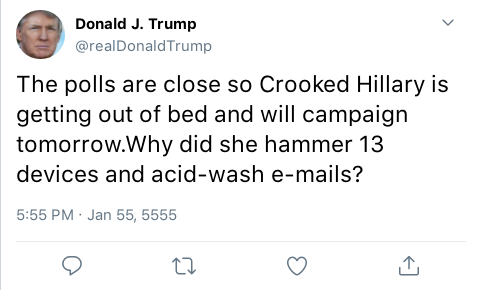 Donald J. Trump
@realDonaldTrump
The polls are close so Crooked Hillary is
getting out of bed and will campaign
tomorrow.Why did she hammer 13
devices and acid-wash e-mails?
5:55 PM · Jan 55, 5555